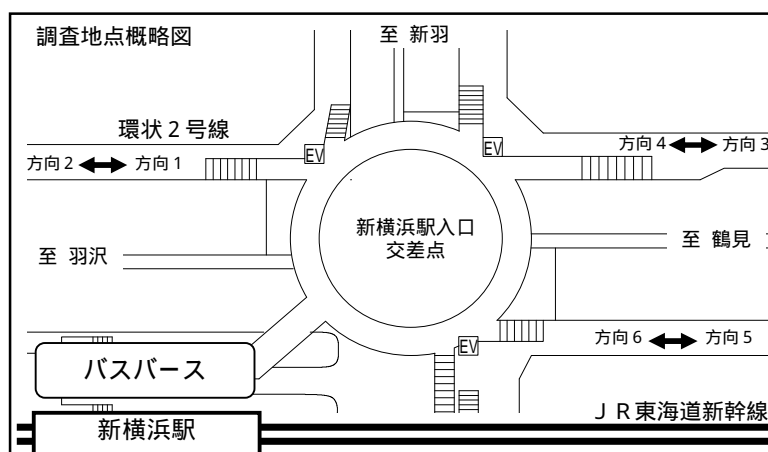 調査地点概略図
至 新羽
環状2号線
方向2
方向1
EV
EV
方向4
方向3
新横浜駅入口
交差点
至 羽沢
至 鶴見
方向6
方向5
EV
バスバース
JR東海道新幹線
新横浜駅